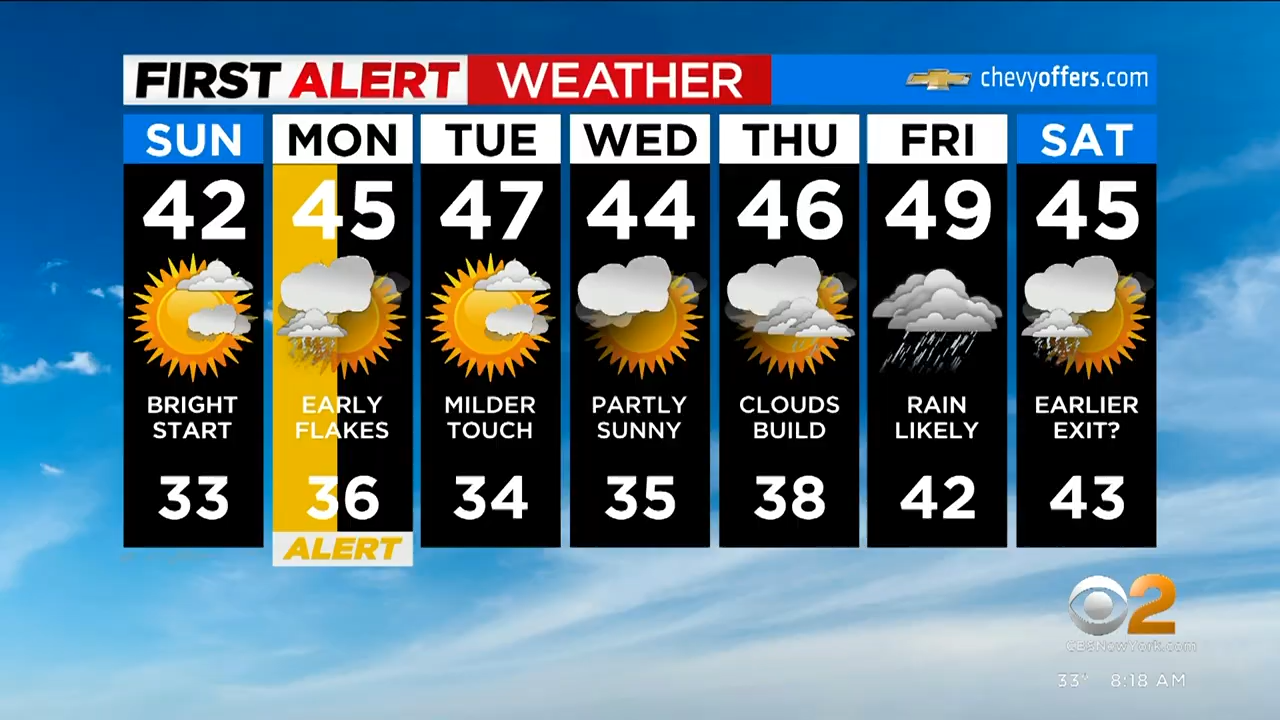 FIRST ALERT WEATHER
chevyoffers.com
SUN MON TUE WED THU FRI SAT
42 45 47 44 46 49 45
BRIGHT START
EARLY FLAKES
MILDER TOUCH
PARTLY SUNNY
CLOUDS BUILD
RAIN LIKELY
EARLIER EXIT?
33 36 34 35 38 42 43
ALERT
2
CBSNewYork.com
33° 8:18 AM